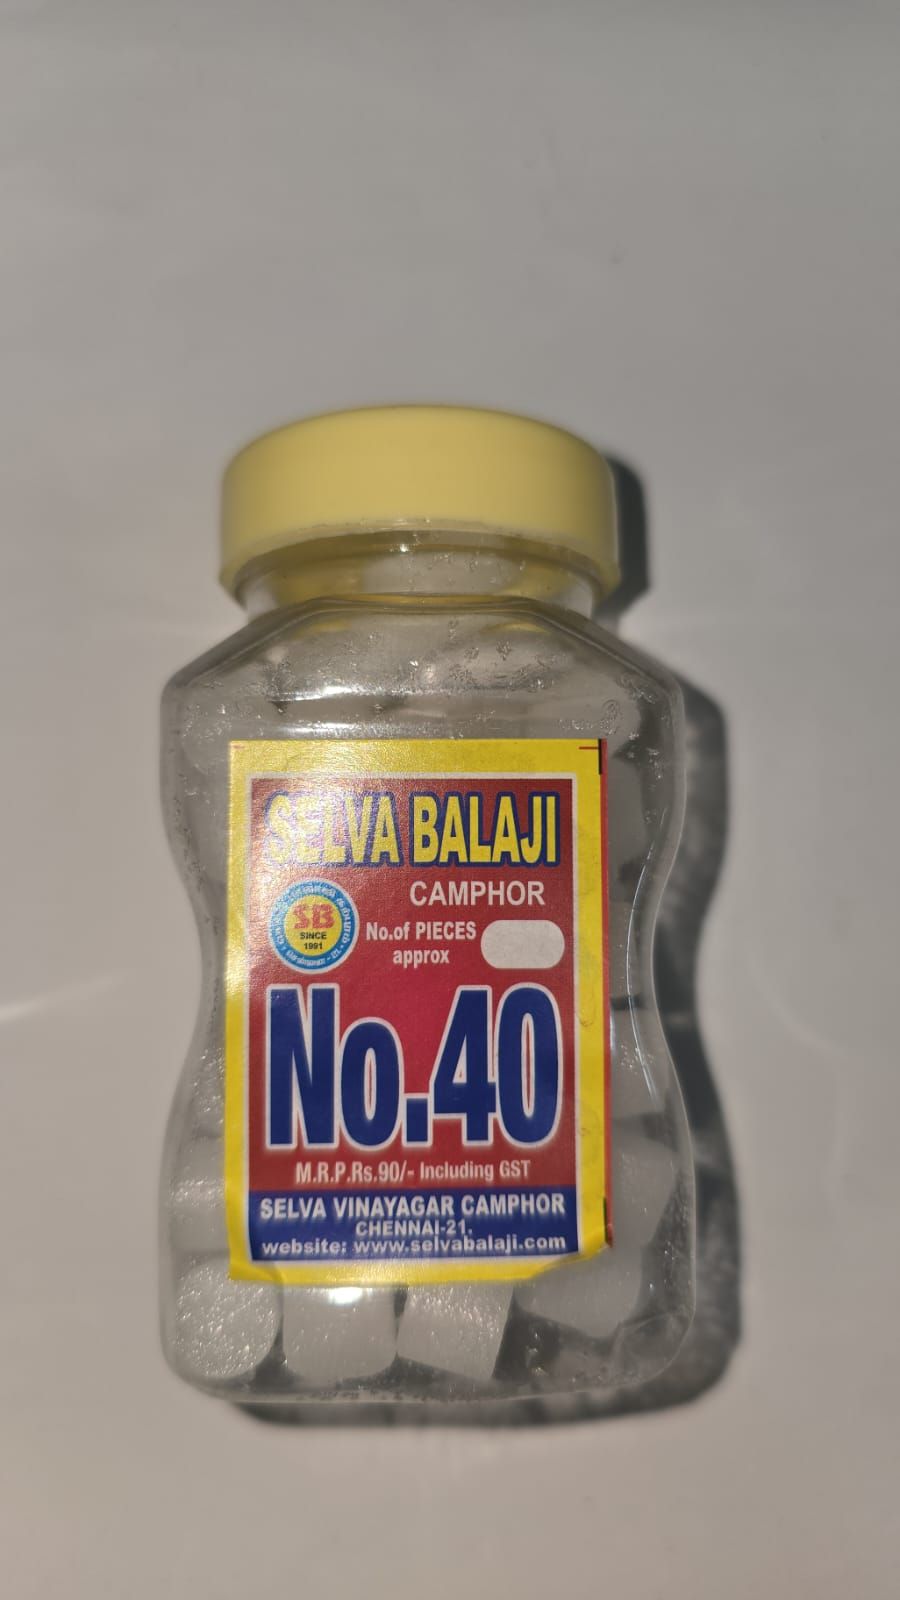 SELVA BALAJI
CAMPHOR
SB
SINCE
1991
No.of PIECES
approx
No.40
M.R.P.Rs.90/- Including GST
SELVA VINAYAGAR CAMPHOR
CHENNAI-21.
website: www.selvabalaji.com